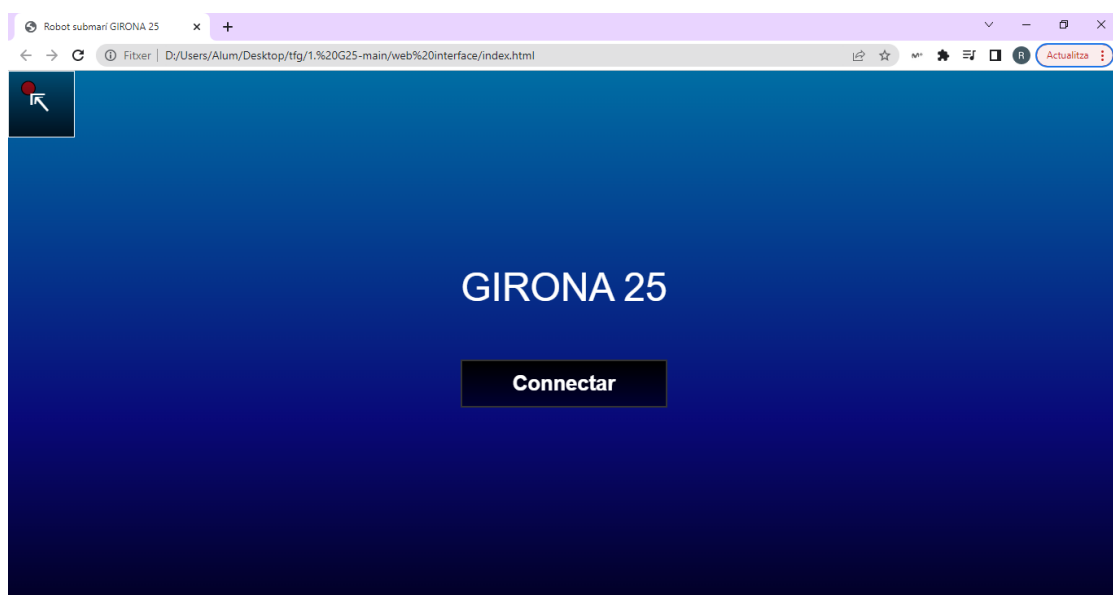 Robot submarí GIRONA 25
Fitxer | D:/Users/Alum/Desktop/tfg/1.%20G25-main/web%20interface/index.html
R
Actualitza
GIRONA 25
Connectar